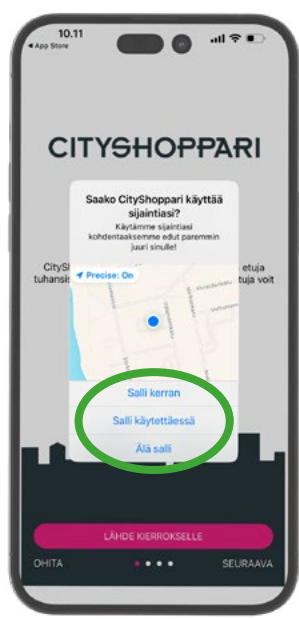 10.11
App Store
CITYSHOPPARI
Saako CityShoppari käyttää
sijaintiasi?
Käytämme sijaintiasi
kohdentaaksemme edut paremmin
juuri sinulle!
etuja
tuhansis
tuja voit
Precise: On
Salli kerran
Salli käytettäessä
Älä salli
LÄHDE KIERROKSELLE
OHITA
SEURAAVA